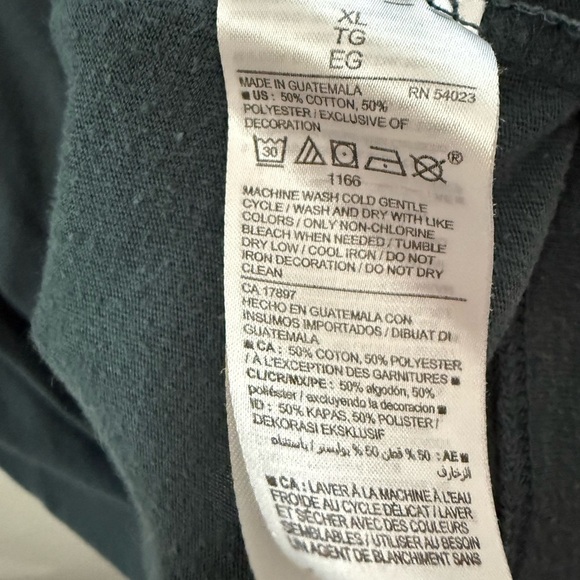 XL
TG
EG
MADE IN GUATEMALA RN 54023
■ US : 50% COTTON, 50%
POLYESTER / EXCLUSIVE OF
DECORATION
30
®
1166
MACHINE WASH COLD GENTLE
CYCLE / WASH AND DRY WITH LIKE
COLORS / ONLY NON-CHLORINE
BLEACH WHEN NEEDED / TUMBLE
DRY LOW / COOL IRON / DO NOT
IRON DECORATION / DO NOT DRY
CLEAN
CA 17897
HECHO EN GUATEMALA CON
INSUMOS IMPORTADOS / DIBUAT DI
GUATEMALA
■ CA : 50% COTON, 50% POLYESTER
/ À L'EXCEPTION DES GARNITURES ■
CL/CR/MX/PE : 50% algodón, 50%
poliéster / excluyendo la decoracion ■
ID : 50% KAPAS, 50% POLISTER /
DEKORASI EKSKLUSIF
■ AE: 50 % قطن 50 % بوليستر / باستثناء
الزخارف
■ CA : LAVER À LA MACHINE À L'EAU
FROIDE AU CYCLE DÉLICAT / LAVER
ET SÉCHER AVEC DES COULEURS
SEMBLABLES / UTILISER AU BESOIN
UN AGENT DE BLANCHIMENT SANS